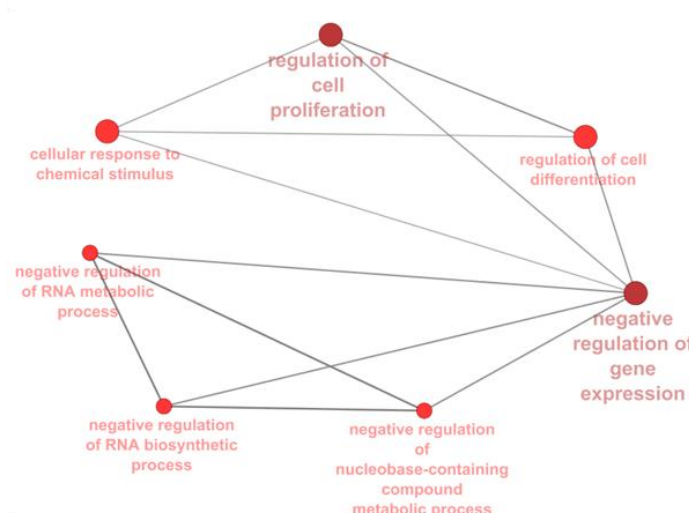 regulation of
cell
proliferation
cellular response to
chemical stimulus
regulation of cell
differentiation
negative regulation
of RNA metabolic
process
negative
regulation of
gene
expression
negative regulation
of RNA biosynthetic
process
negative regulation
of
nucleobase-containing
compound
metabolic process